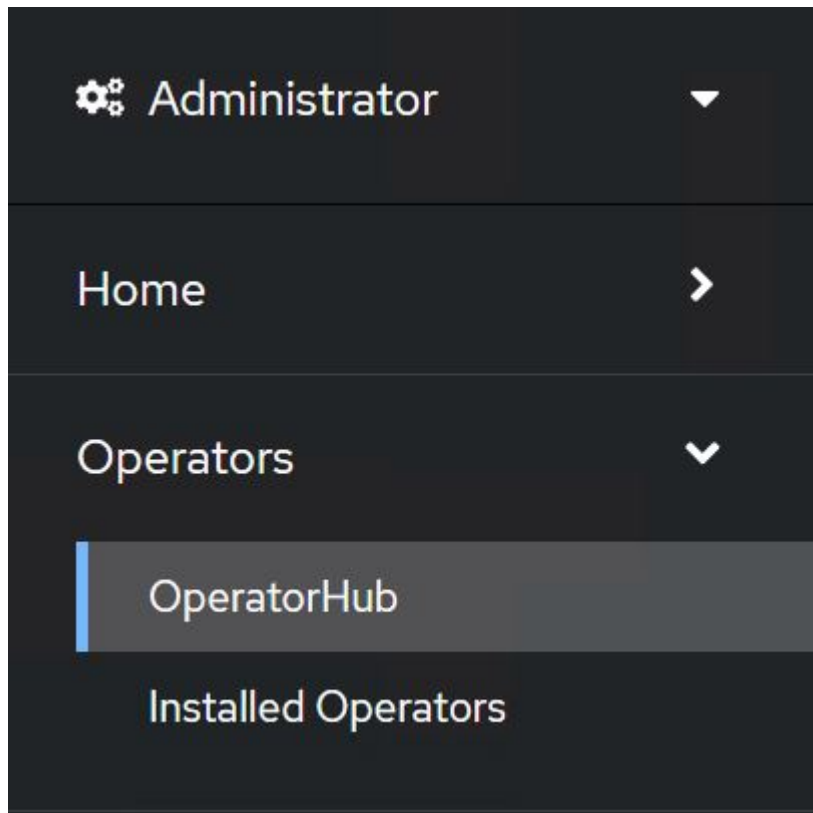 Administrator
Home
Operators
OperatorHub
Installed Operators